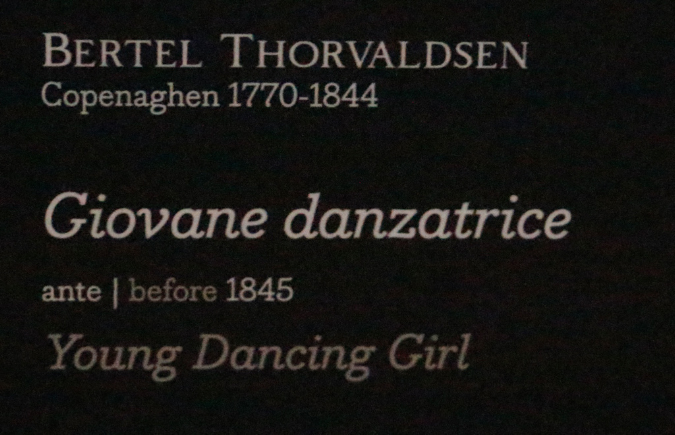 BERTEL THORVALDSEN
Copenaghen 1770-1844
Giovane danzatrice
ante | before 1845
Young Dancing Girl